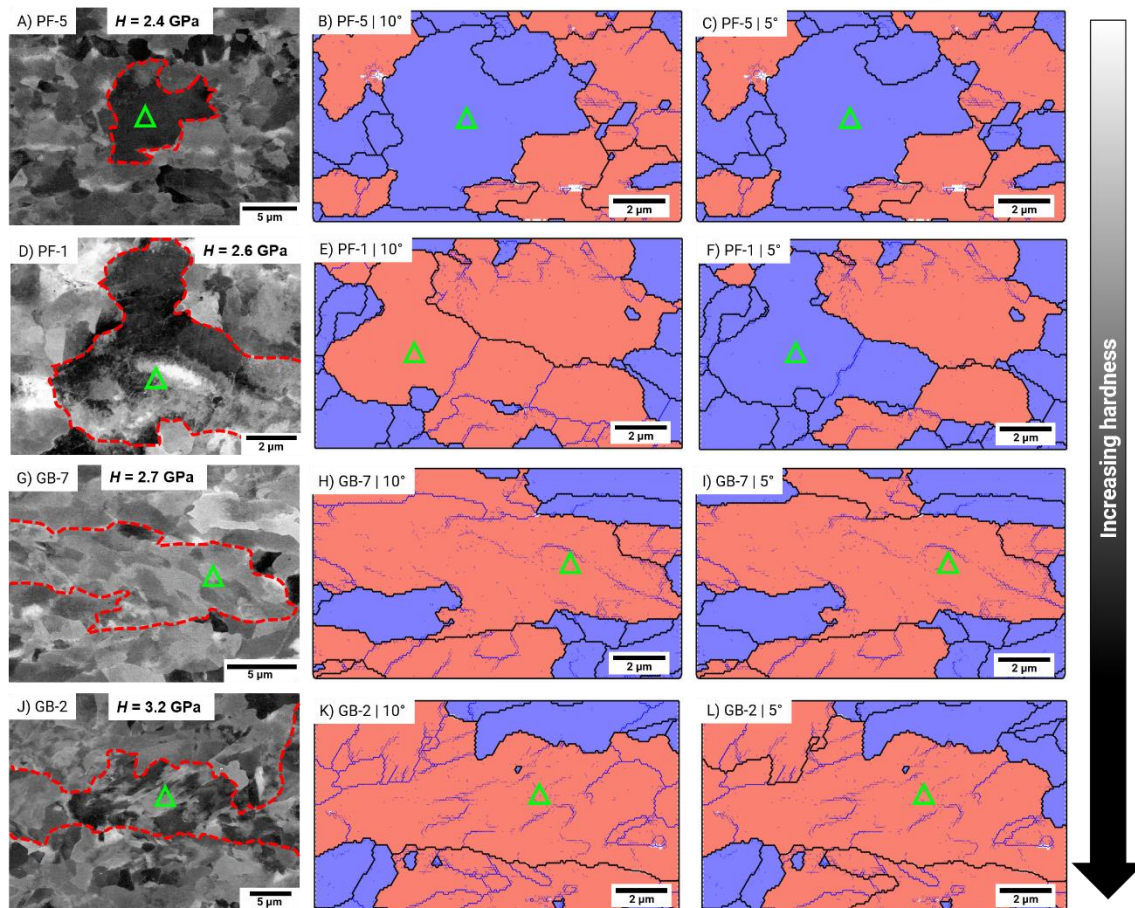 A) PF-5
H = 2.4 GPa
5 µm
B) PF-5 | 10°
2 µm
C) PF-5 | 5°
2 µm
D) PF-1
H = 2.6 GPa
2 µm
E) PF-1 | 10°
2 µm
F) PF-1 | 5°
2 µm
G) GB-7
H = 2.7 GPa
5 µm
H) GB-7 | 10°
2 µm
I) GB-7 | 5°
2 µm
J) GB-2
H = 3.2 GPa
5 µm
K) GB-2 | 10°
2 µm
L) GB-2 | 5°
2 µm
Increasing hardness